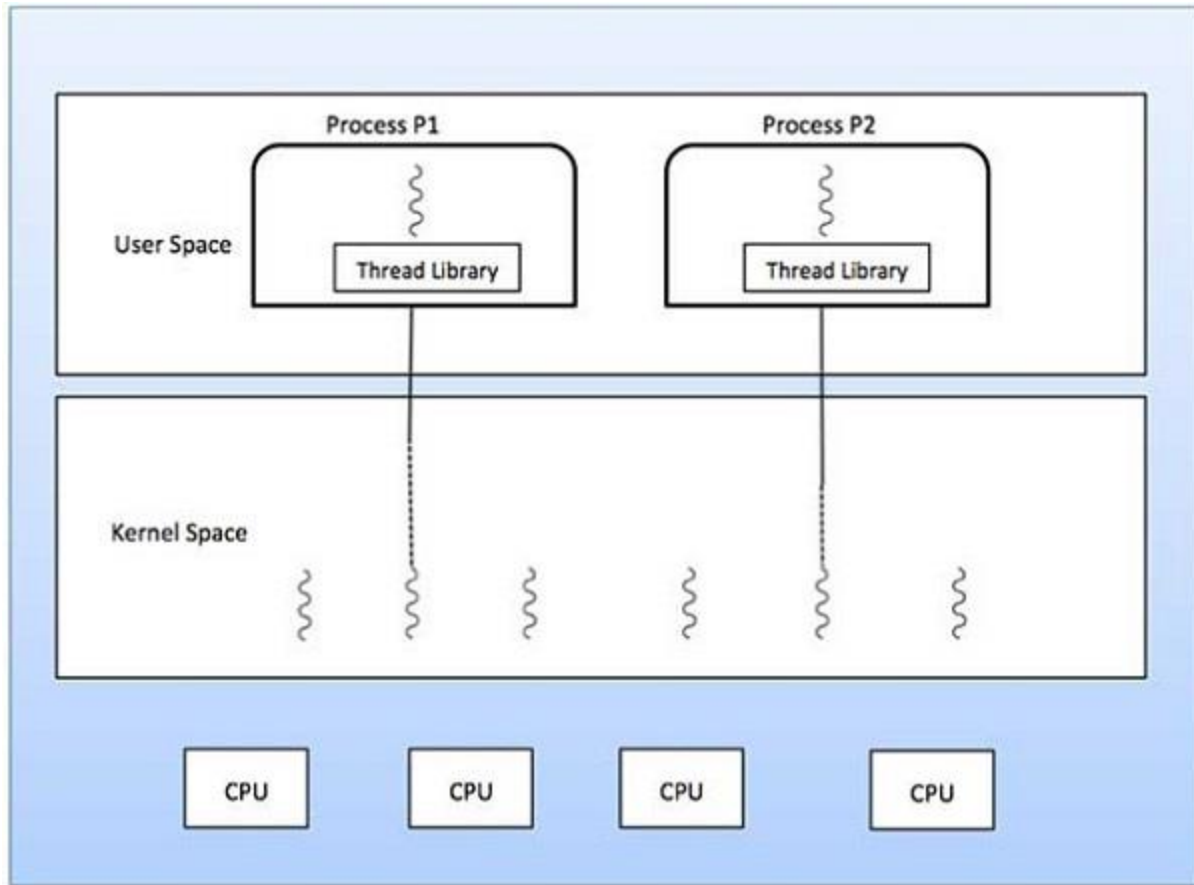 Process P1
Process P2
User Space
Thread Library
Thread Library
Kernel Space
CPU
CPU
CPU
CPU